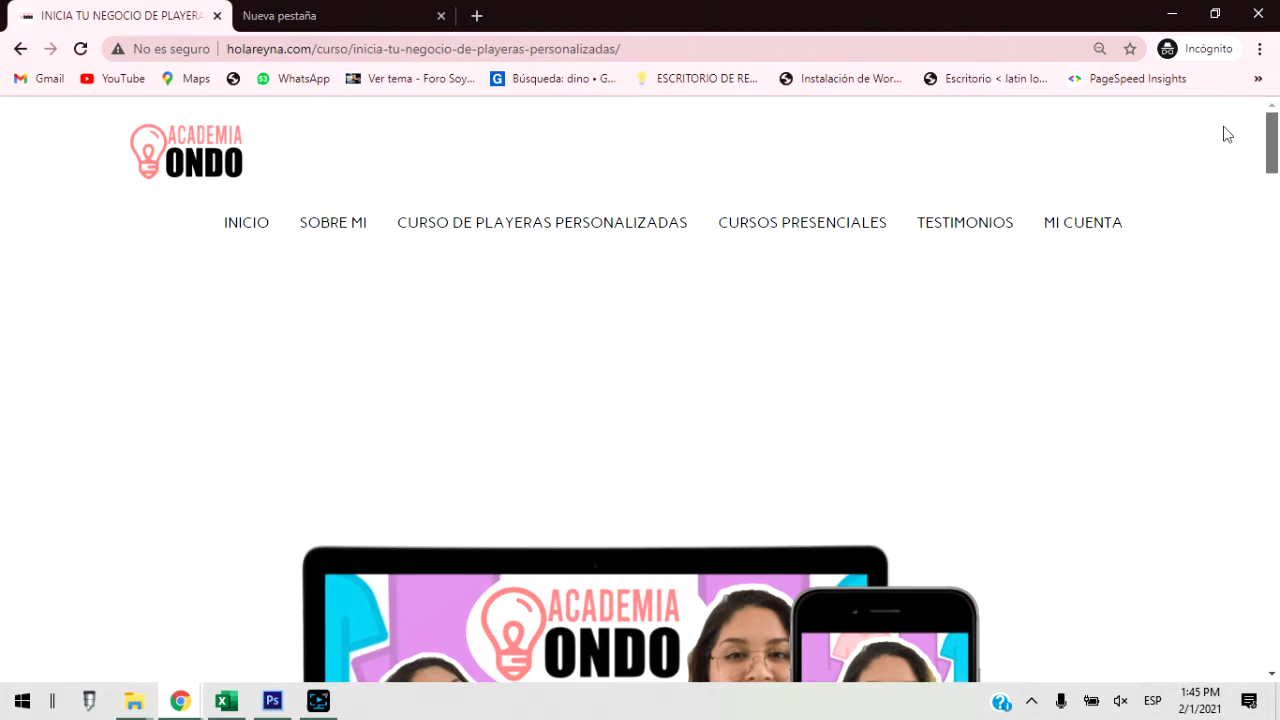 INICIA TU NEGOCIO DE PLAYERA
Nueva pestaña
No es seguro
holareyna.com/curso/inicia-tu-negocio-de-playeras-personalizadas/
Incógnito
Gmail
YouTube
Maps
WhatsApp
Ver tema - Foro Soy...
Búsqueda: dino • G...
ESCRITORIO DE RE...
Instalación de Wor...
Escritorio < latin lo...
PageSpeed Insights
»
ACADEMIA
ONDO
INICIO
SOBRE MI
CURSO DE PLAYERAS PERSONALIZADAS
CURSOS PRESENCIALES
TESTIMONIOS
MI CUENTA
ACADEMIA
ONDO
Ps
ESP
1:45 PM
2/1/2021